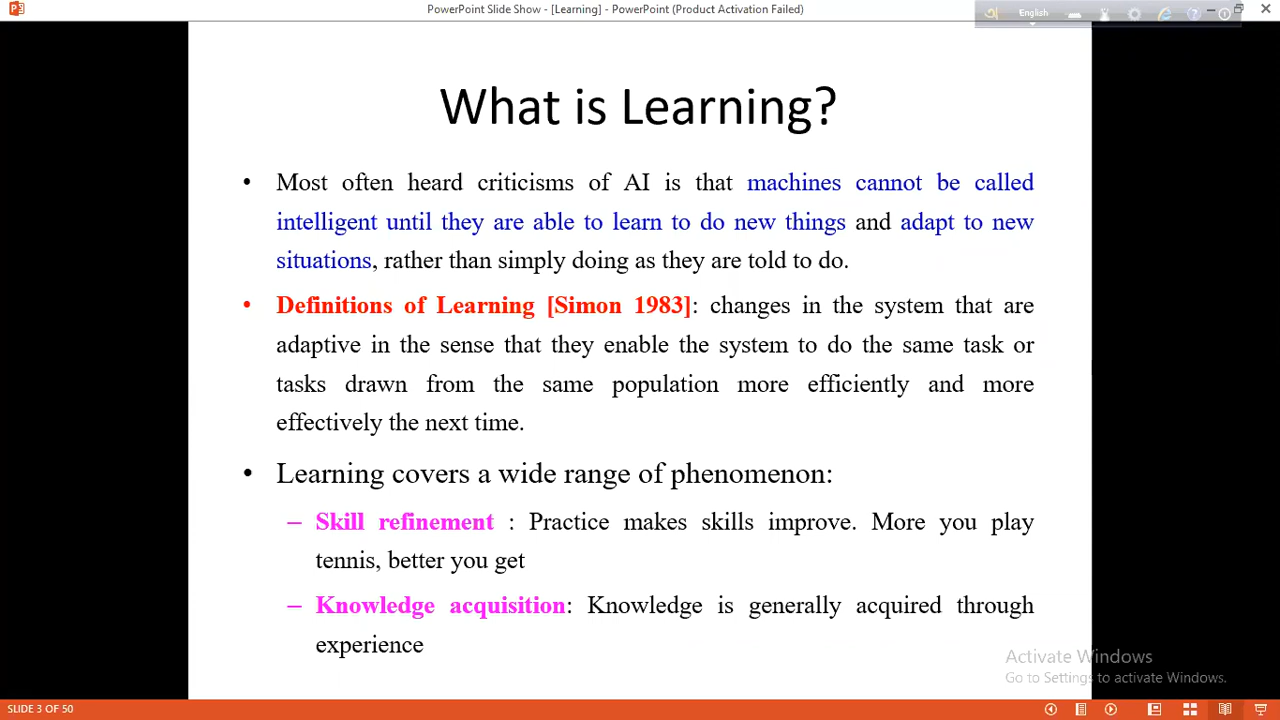 PowerPoint Slide Show - [Learning] - PowerPoint (Product Activation Failed)
English
What is Learning?
• Most often heard criticisms of AI is that machines cannot be called
intelligent until they are able to learn to do new things and adapt to new
situations, rather than simply doing as they are told to do.
• Definitions of Learning [Simon 1983]: changes in the system that are
adaptive in the sense that they enable the system to do the same task or
tasks drawn from the same population more efficiently and more
effectively the next time.
• Learning covers a wide range of phenomenon:
– Skill refinement : Practice makes skills improve. More you play
tennis, better you get
– Knowledge acquisition: Knowledge is generally acquired through
experience
Activate Windows
Go to Settings to activate Windows.
SLIDE 3 OF 50